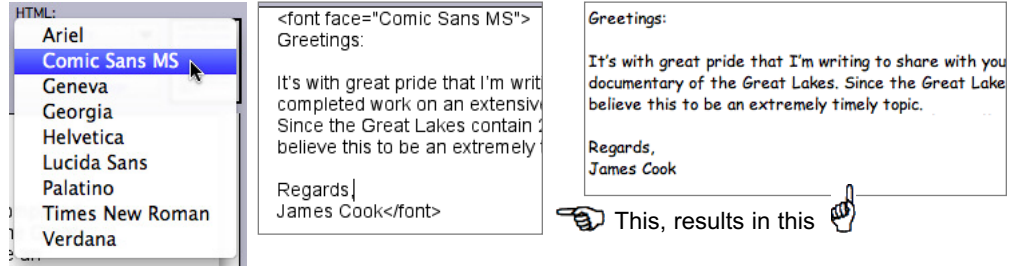 HTML:
Ariel
Comic Sans MS
Geneva
Georgia
Helvetica
Lucida Sans
Palatino
Times New Roman
Verdana
<font face="Comic Sans MS">
Greetings:
It's with great pride that I'm writ
completed work on an extensive
Since the Great Lakes contain 2
believe this to be an extremely
Regards,
James Cook</font>
Greetings:
It's with great pride that I'm writing to share with you
documentary of the Great Lakes. Since the Great Lake
believe this to be an extremely timely topic.
Regards,
James Cook
This, results in this